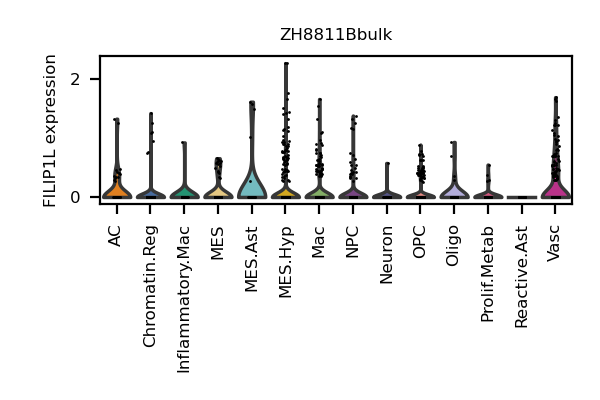 ZH8811Bbulk
FILIP1L expression
2
0
AC
Chromatin.Reg
Inflammatory.Mac
MES
MES.Ast
MES.Hyp
Mac
NPC
Neuron
OPC
Oligo
Prolif.Metab
Reactive.Ast
Vasc